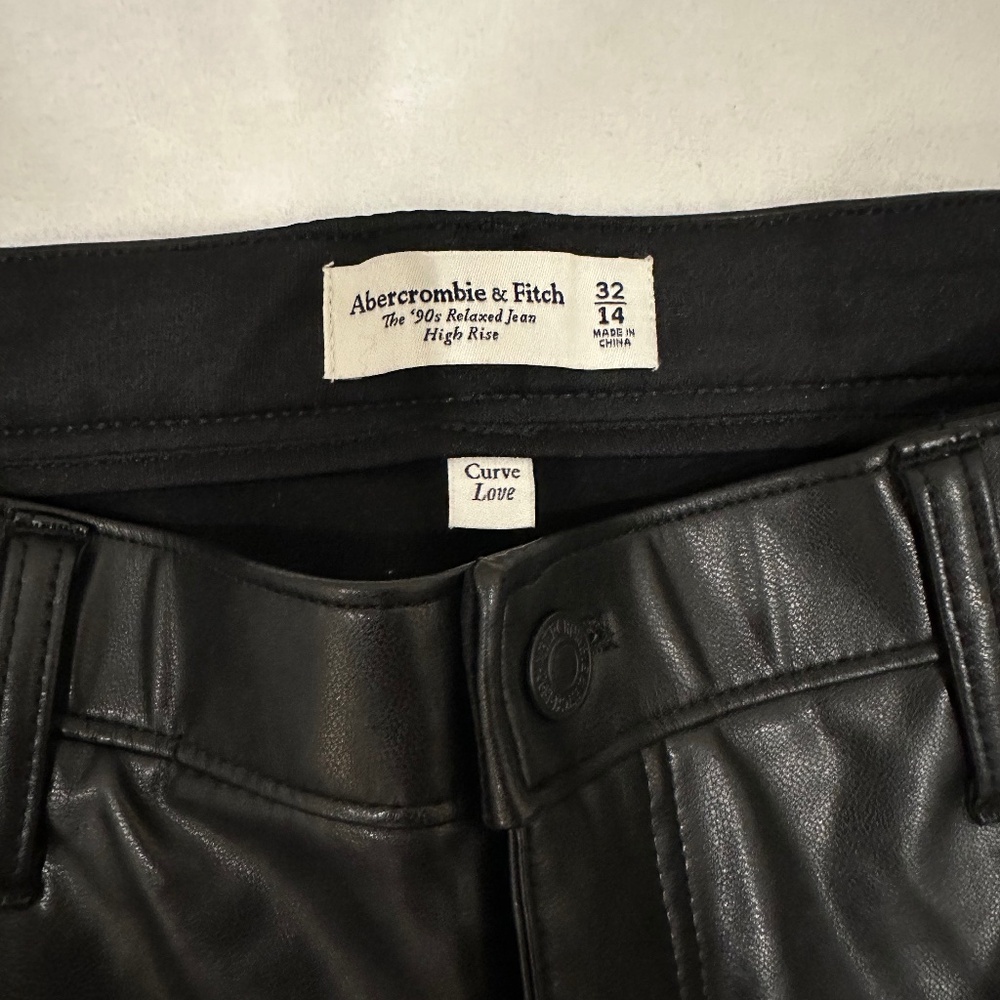 Abercrombie & Fitch
The '90s Relaxed Jean
High Rise
32
14
MADE IN
CHINA
Curve
Love